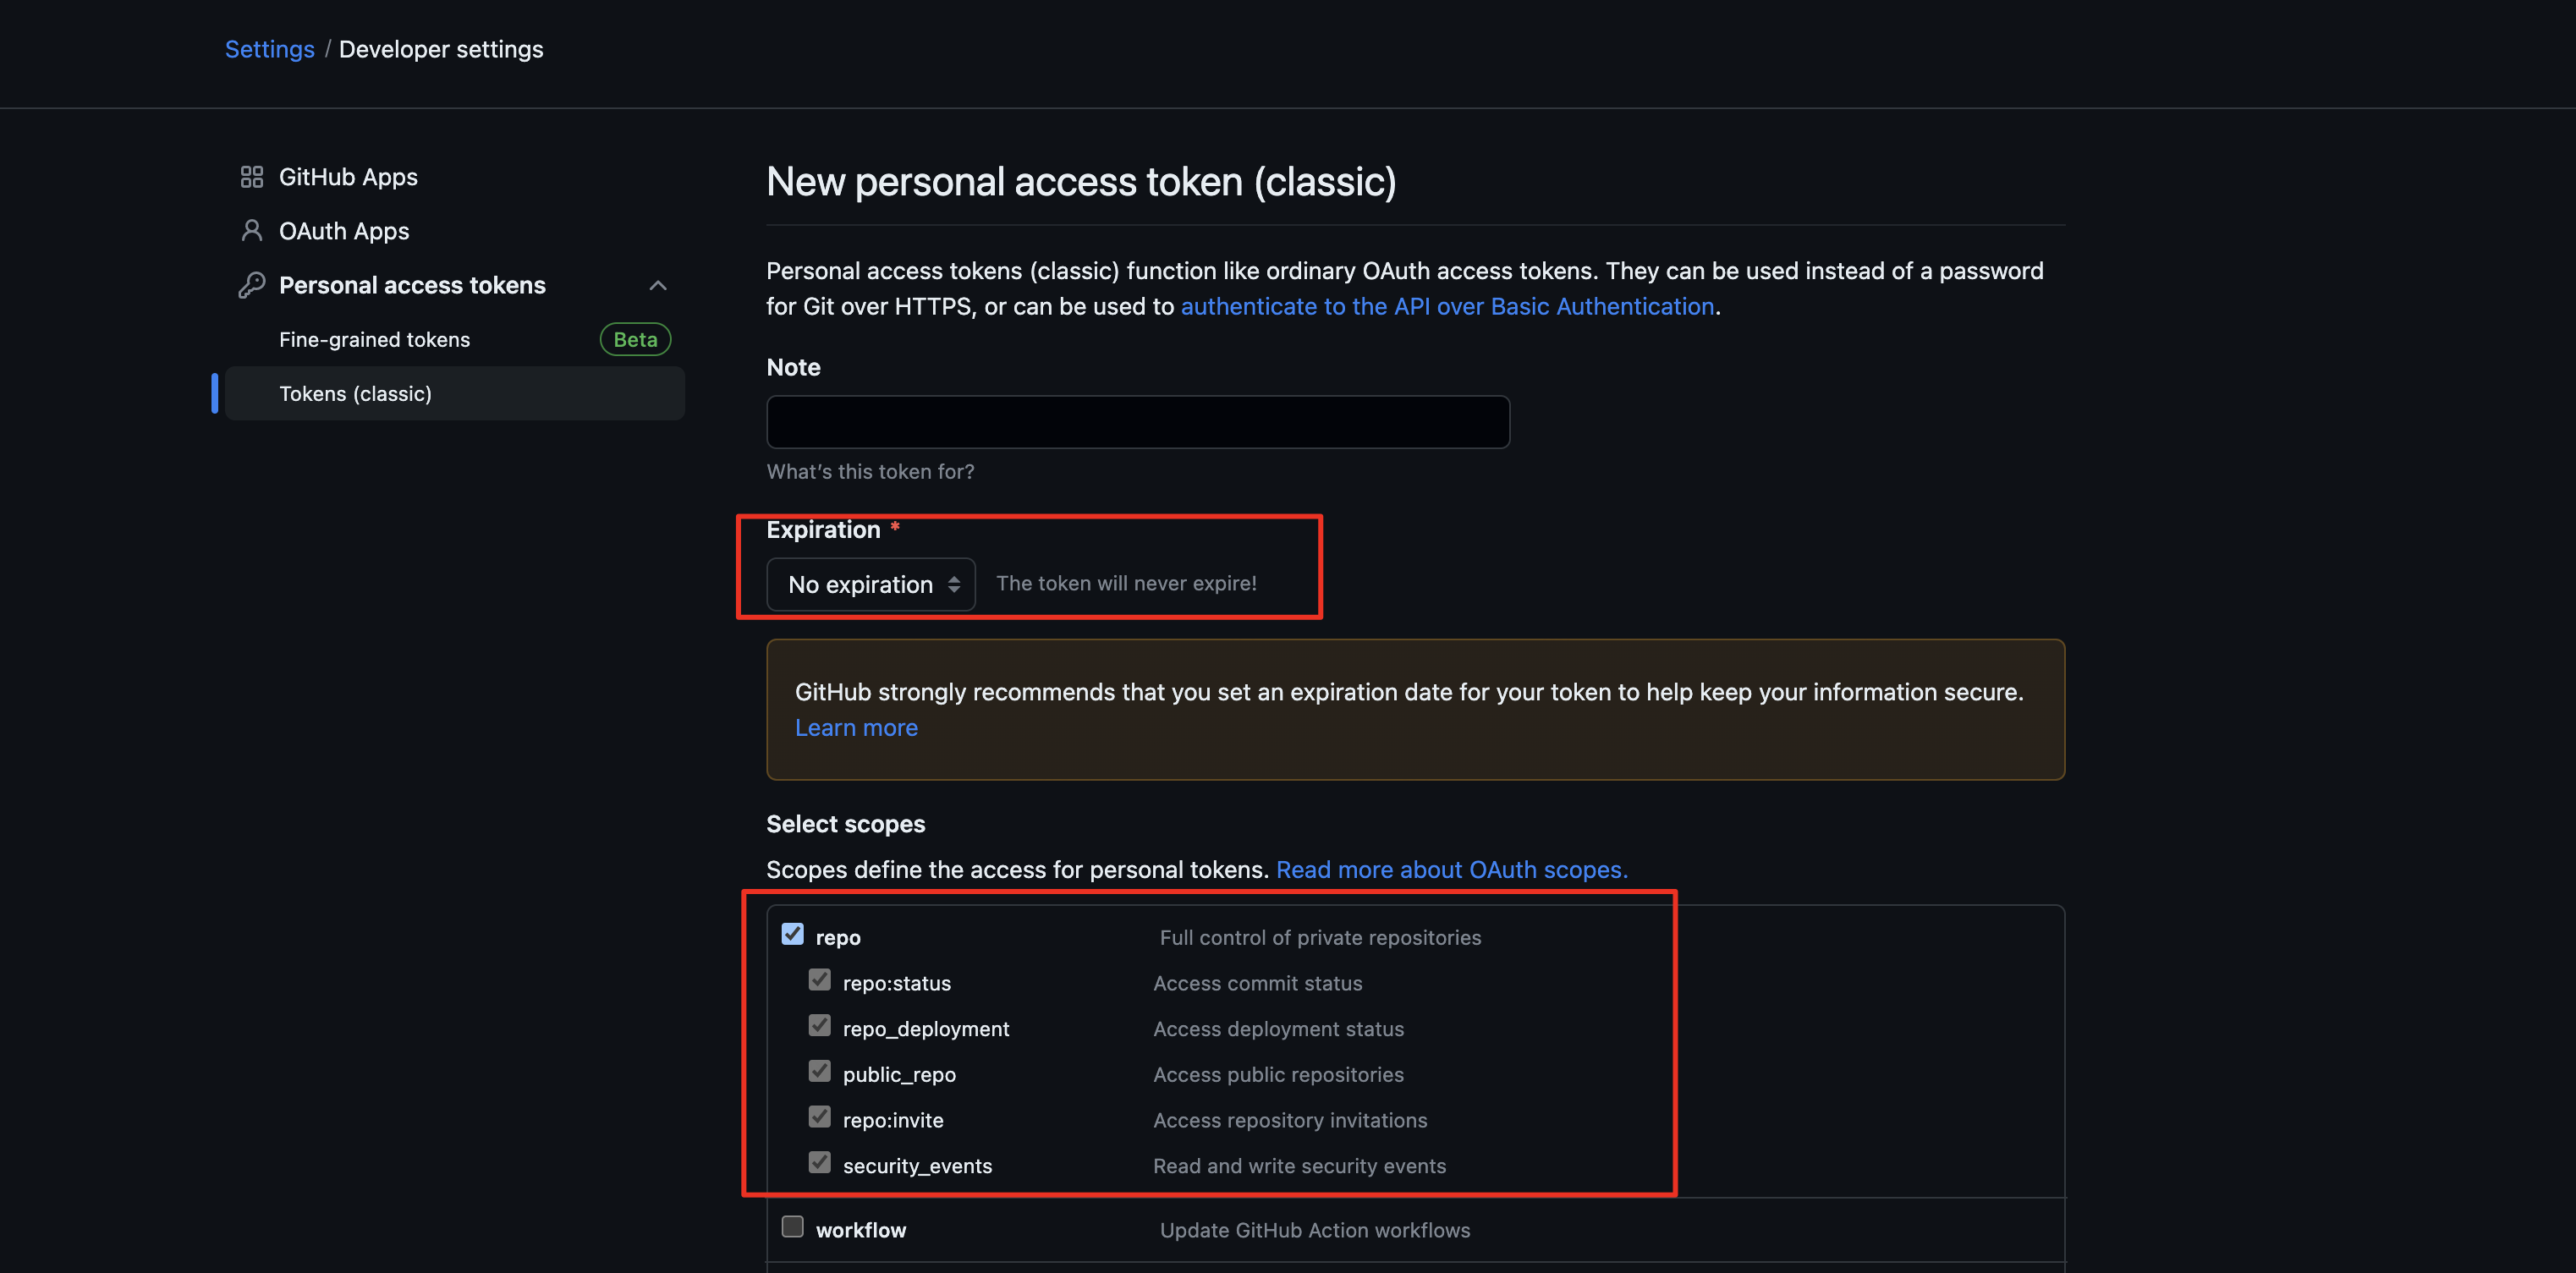 Settings / Developer settings
GitHub Apps
OAuth Apps
Personal access tokens
Fine-grained tokens Beta
Tokens (classic)
New personal access token (classic)
Personal access tokens (classic) function like ordinary OAuth access tokens. They can be used instead of a password
for Git over HTTPS, or can be used to authenticate to the API over Basic Authentication.
Note
What's this token for?
Expiration *
No expiration The token will never expire!
GitHub strongly recommends that you set an expiration date for your token to help keep your information secure.
Learn more
Select scopes
Scopes define the access for personal tokens. Read more about OAuth scopes.
repo Full control of private repositories
repo:status Access commit status
repo_deployment Access deployment status
public_repo Access public repositories
repo:invite Access repository invitations
security_events Read and write security events
workflow Update GitHub Action workflows